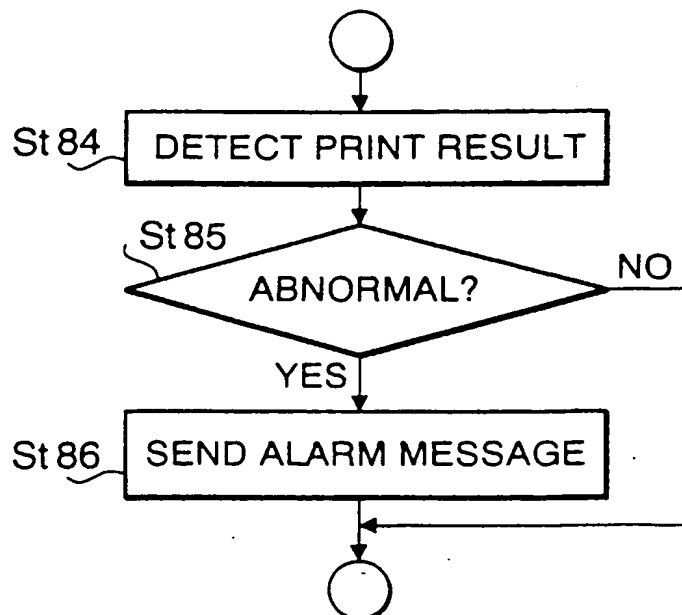 St 84
DETECT PRINT RESULT
St 85
ABNORMAL?
NO
YES
St 86
SEND ALARM MESSAGE